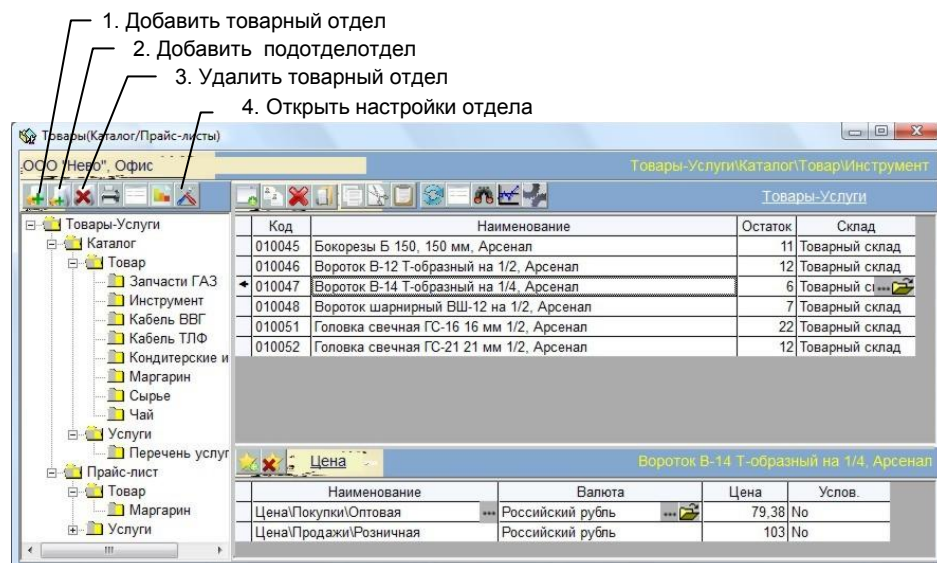 1. Добавить товарный отдел
2. Добавить подотделотдел
3. Удалить товарный отдел
4. Открыть настройки отдела
Товары(Каталог/Прайс-листы)
ООО "Нево", Офис
Товары-Услуги\Каталог\Товар\Инструмент
Товары-Услуги
Товары-Услуги
Каталог
Товар
Запчасти ГАЗ
Инструмент
Кабель ВВГ
Кабель ТЛФ
Кондитерские и
Маргарин
Сырье
Чай
Услуги
Перечень услуг
Прайс-лист
Товар
Маргарин
Услуги
Код Наименование Остаток Склад
010045 Бокорезы Б 150, 150 мм, Арсенал 11 Товарный склад
010046 Вороток В-12 Т-образный на 1/2, Арсенал 12 Товарный склад
010047 Вороток В-14 Т-образный на 1/4, Арсенал 6 Товарный сł ...
010048 Вороток шарнирный ВШ-12 на 1/2, Арсенал 7 Товарный склад
010051 Головка свечная ГС-16 16 мм 1/2, Арсенал 22 Товарный склад
010052 Головка свечная ГС-21 21 мм 1/2, Арсенал 12 Товарный склад
Цена
Вороток В-14 Т-образный на 1/4, Арсенал
Наименование Валюта Цена Услов.
Цена\Покупки\Оптовая ... Российский рубль ... 79,38 No
Цена\Продажи\Розничная Российский рубль 103 No